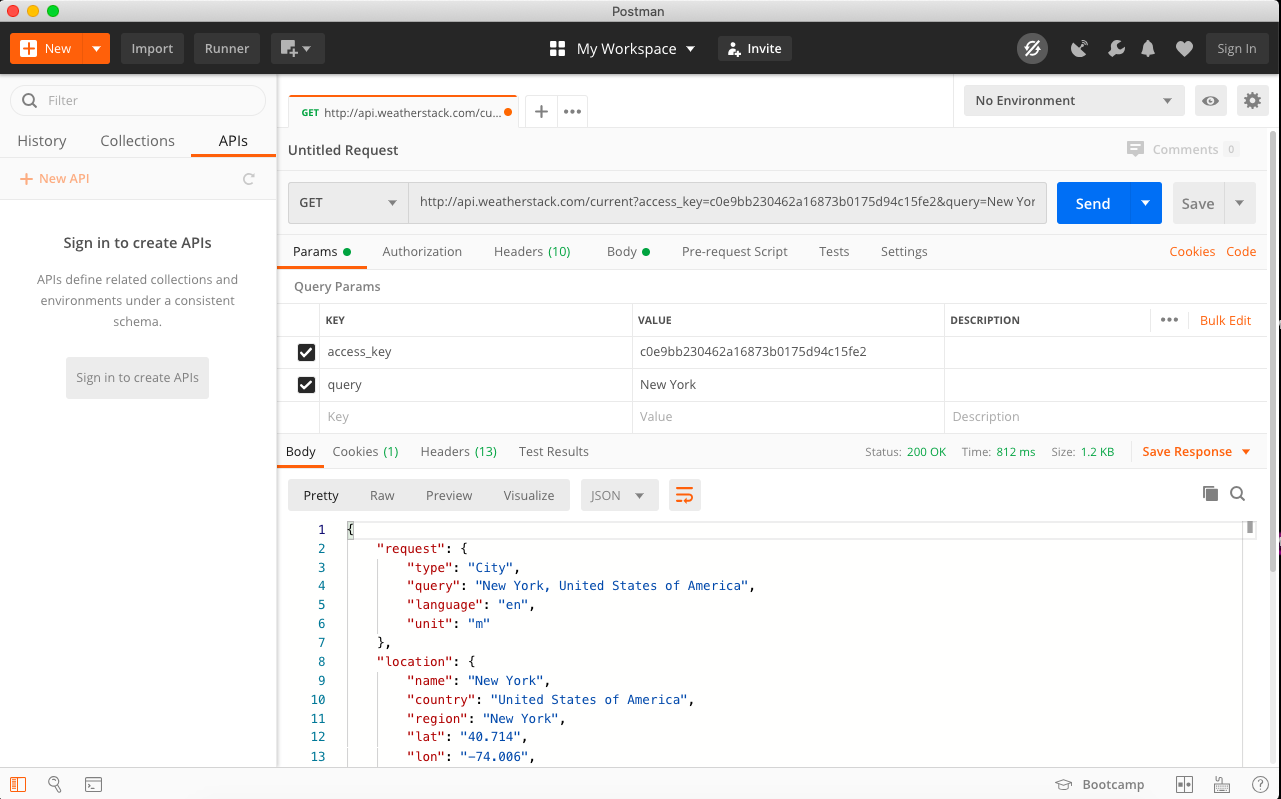 Postman
New
Import
Runner
My Workspace
Invite
Sign In
Filter
History
Collections
APIs
New API
Sign in to create APIs
APIs define related collections and
environments under a consistent
schema.
Sign in to create APIs
GET http://api.weatherstack.com/cu...
No Environment
Untitled Request
Comments 0
GET
http://api.weatherstack.com/current?access_key=c0e9bb230462a16873b0175d94c15fe2&query=New Yor
Send
Save
Params
Authorization
Headers (10)
Body
Pre-request Script
Tests
Settings
Cookies
Code
Query Params
KEY VALUE DESCRIPTION
Bulk Edit
access_key c0e9bb230462a16873b0175d94c15fe2
query New York
Key Value Description
Body
Cookies (1)
Headers (13)
Test Results
Status: 200 OK
Time: 812 ms
Size: 1.2 KB
Save Response
Pretty
Raw
Preview
Visualize
JSON
1 {
2 "request": {
3 "type": "City",
4 "query": "New York, United States of America",
5 "language": "en",
6 "unit": "m"
7 },
8 "location": {
9 "name": "New York",
10 "country": "United States of America",
11 "region": "New York",
12 "lat": "40.714",
13 "lon": "-74.006",
Bootcamp